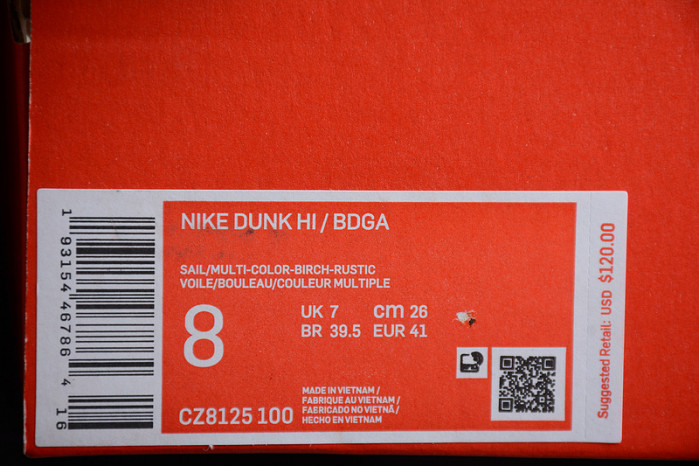 NIKE DUNK HI / BDGA
SAIL/MULTI-COLOR-BIRCH-RUSTIC
VOILE/BOULEAU/COULEUR MULTIPLE
8
UK 7 cm 26
BR 39.5 EUR 41
MADE IN VIETNAM /
FABRIQUE AU VIETNAM /
FABRICADO NO VIETNÃ /
HECHO EN VIETNAM
CZ8125 100
1 93154 46786 4 16
Suggested Retail: USD $120.00